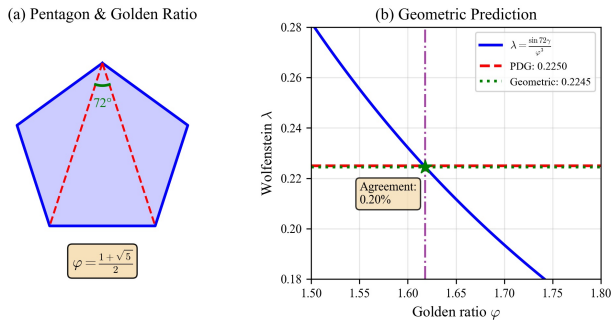 (a) Pentagon & Golden Ratio
72°
φ = (1+√5)/2
(b) Geometric Prediction
λ = sin 72γ/φ³
PDG: 0.2250
Geometric: 0.2245
Agreement:
0.20%
Wolfenstein λ
0.28
0.26
0.24
0.22
0.20
0.18
1.50
1.55
1.60
1.65
1.70
1.75
1.80
Golden ratio φ